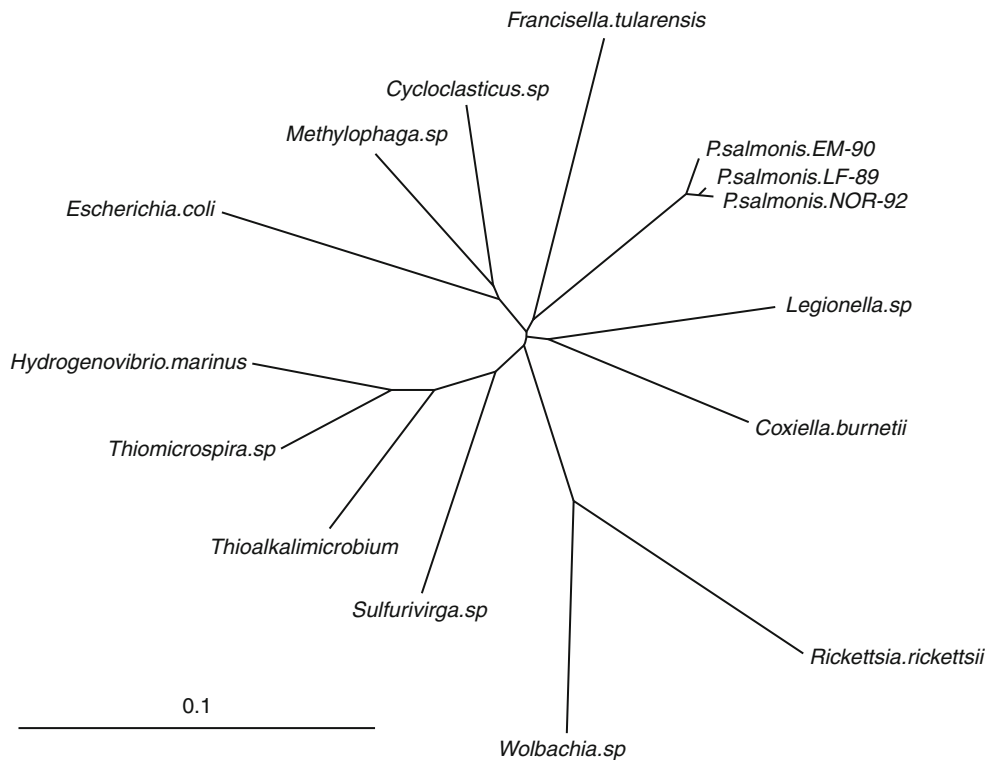 Francisella.tularensis
Cycloclasticus.sp
Methylophaga.sp
P.salmonis.EM-90
P.salmonis.LF-89
P.salmonis.NOR-92
Escherichia.coli
Legionella.sp
Hydrogenovibrio.marinus
Coxiella.burnetii
Thiomicrospira.sp
Thioalkalimicrobium
Sulfurivirga.sp
Rickettsia.rickettsii
0.1
Wolbachia.sp